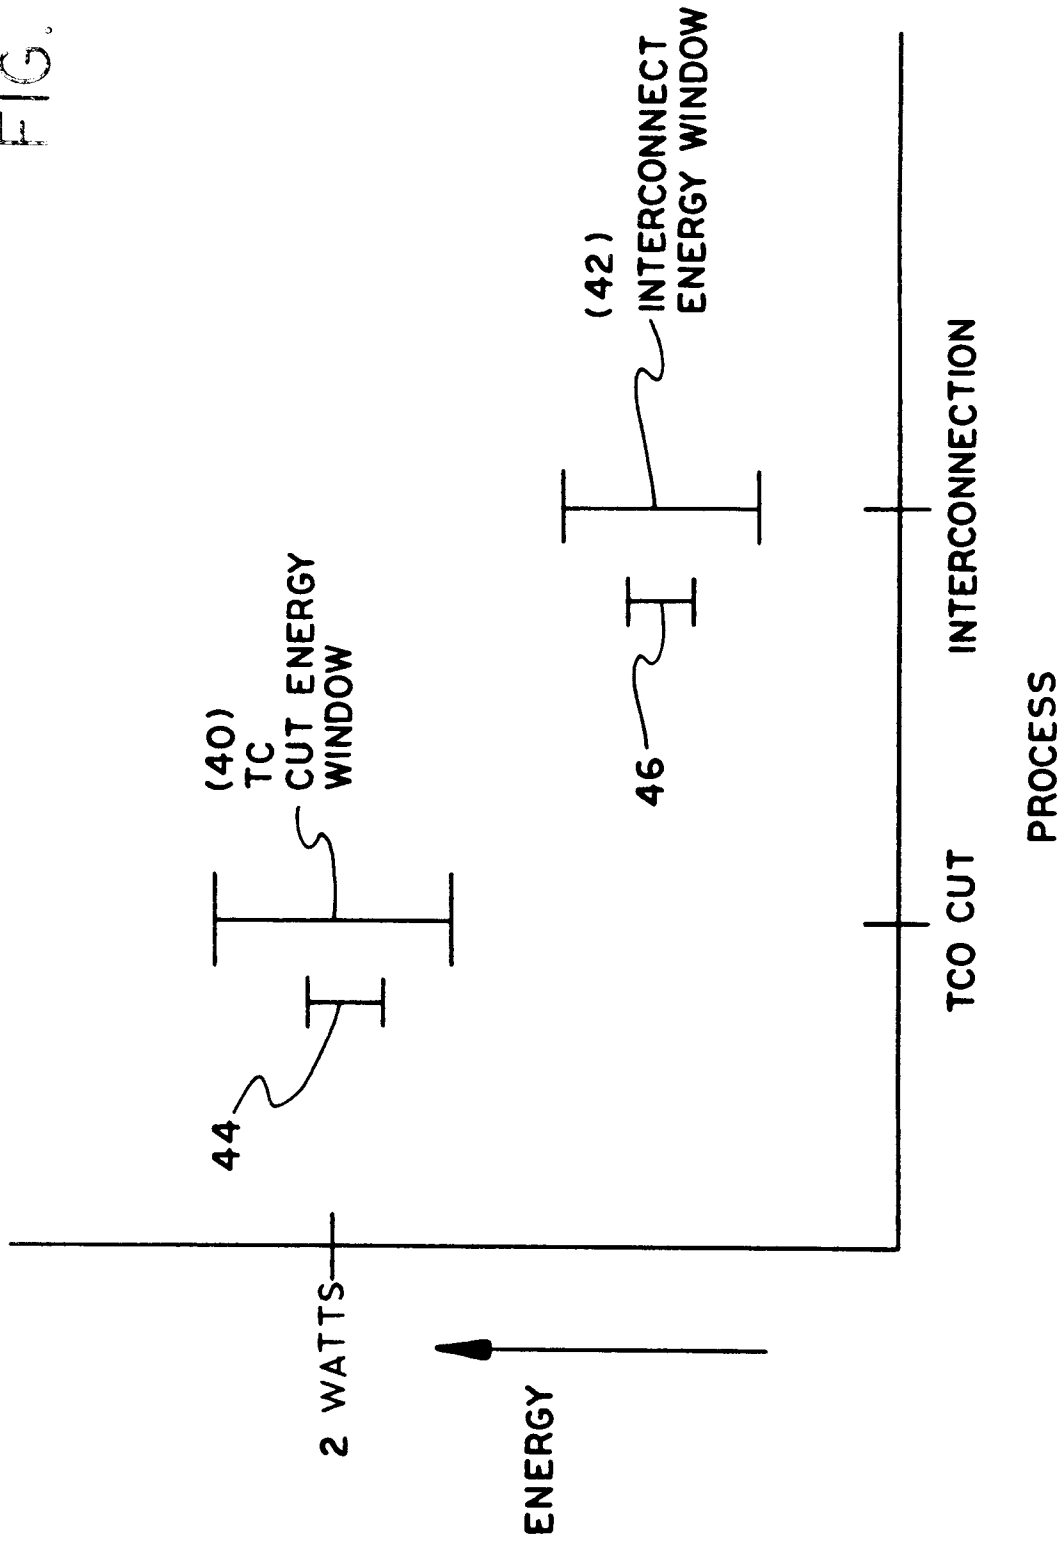 FIG.
(40)
TC
CUT ENERGY
WINDOW
44
2 WATTS
(42)
INTERCONNECT
ENERGY WINDOW
46
ENERGY
TCO CUT
INTERCONNECTION
PROCESS